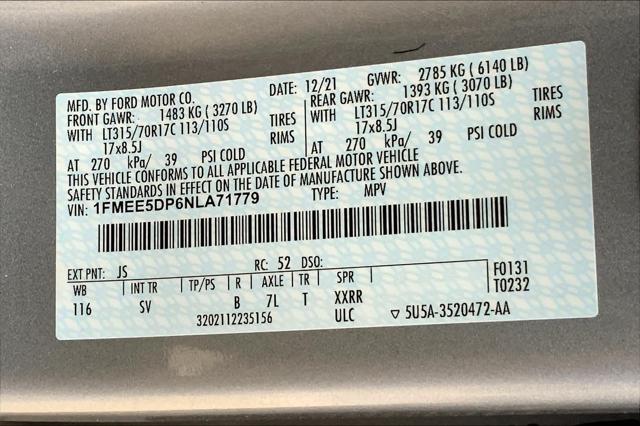 MFD. BY FORD MOTOR CO. DATE: 12/21 GVWR: 2785 KG ( 6140 LB)
FRONT GAWR: 1483 KG ( 3270 LB) REAR GAWR: 1393 KG ( 3070 LB)
WITH LT315/70R17C 113/110S TIRES WITH LT315/70R17C 113/110S TIRES
17x8.5J RIMS 17x8.5J RIMS
AT 270 kPa/ 39 PSI COLD AT 270 kPa/ 39 PSI COLD
THIS VEHICLE CONFORMS TO ALL APPLICABLE FEDERAL MOTOR VEHICLE
SAFETY STANDARDS IN EFFECT ON THE DATE OF MANUFACTURE SHOWN ABOVE.
VIN: 1FMEE5DP6NLA71779 TYPE: MPV
EXT PNT: JS RC: 52 DSO: F0131
WB INT TR TP/PS R AXLE TR SPR T0232
116 SV B 7L T XXRR
3202112235156 ULC ▽ 5U5A-3520472-AA